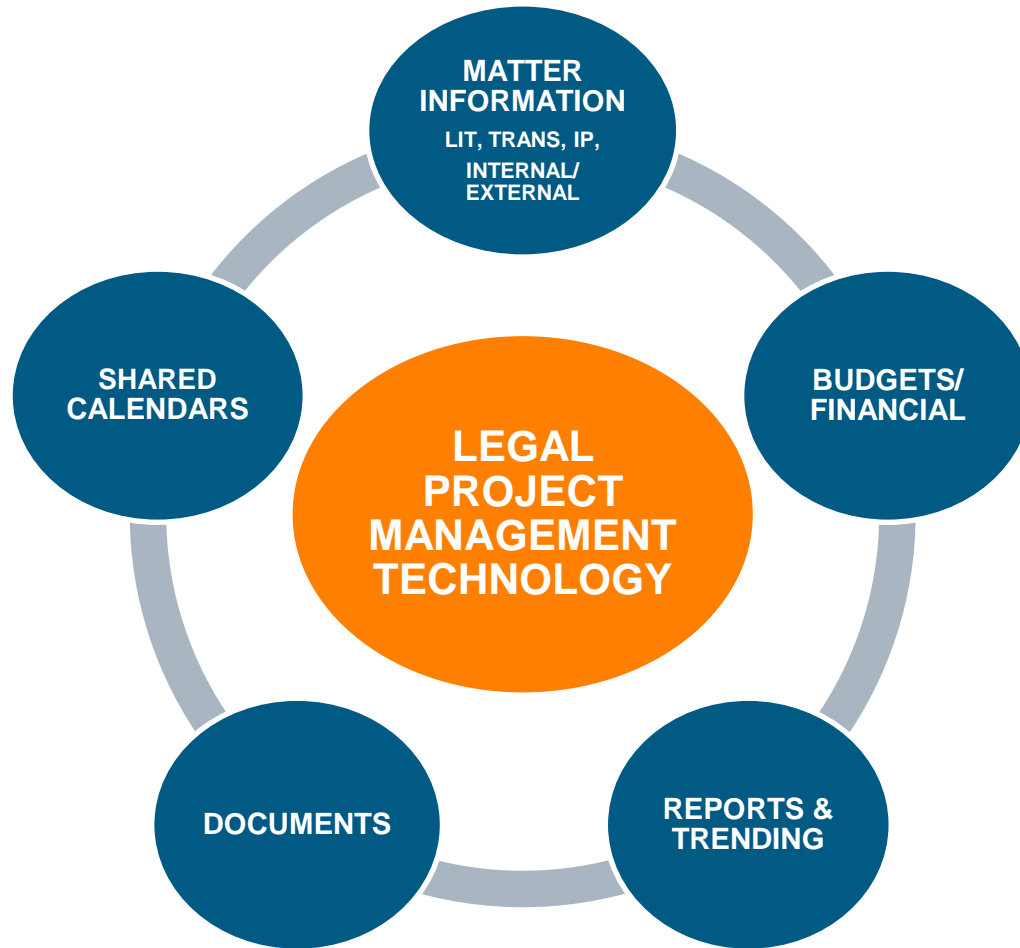 MATTER
INFORMATION
LIT, TRANS, IP,
INTERNAL/
EXTERNAL
SHARED
CALENDARS
BUDGETS/
FINANCIAL
LEGAL
PROJECT
MANAGEMENT
TECHNOLOGY
DOCUMENTS
REPORTS &
TRENDING